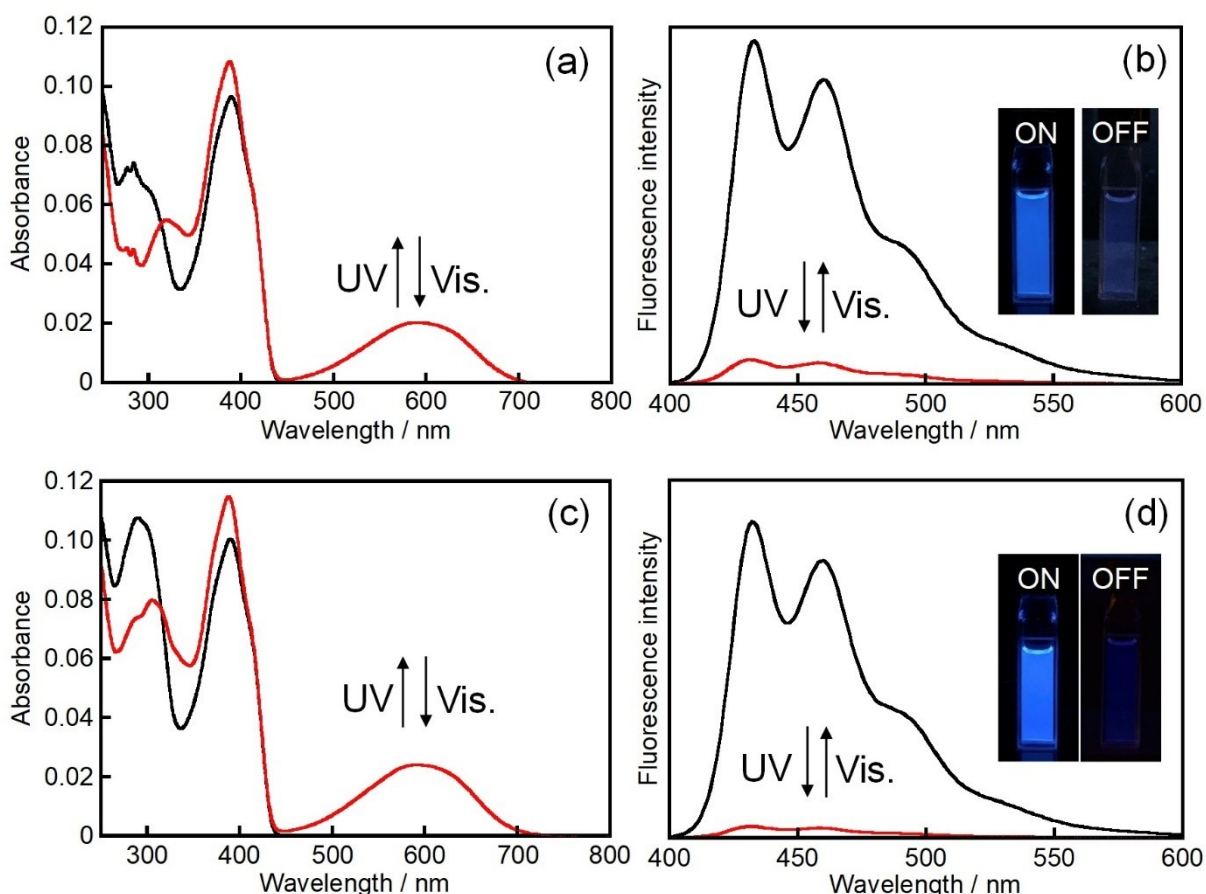 0.12
0.10
0.08
0.06
0.04
0.02
0
Absorbance
(a)
UV Vis.
300 400 500 600 700 800
Wavelength / nm
Fluorescence intensity
(b)
ON OFF
UV Vis.
400 450 500 550 600
Wavelength / nm
0.12
0.10
0.08
0.06
0.04
0.02
0
Absorbance
(c)
UV Vis.
300 400 500 600 700 800
Wavelength / nm
Fluorescence intensity
(d)
ON OFF
UV Vis.
400 450 500 550 600
Wavelength / nm